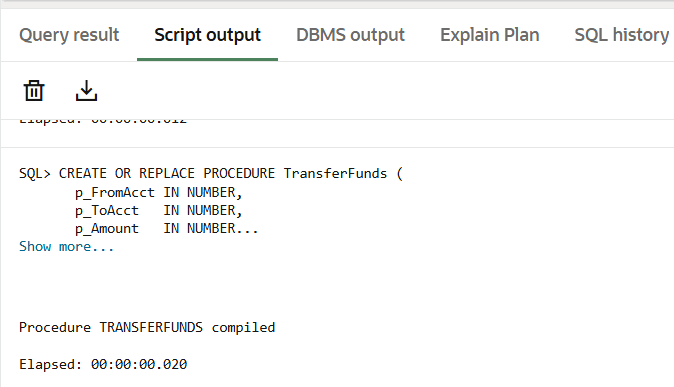 Query result Script output DBMS output Explain Plan SQL history
Elapsed: 00:00:00.012
SQL> CREATE OR REPLACE PROCEDURE TransferFunds (
p_FromAcct IN NUMBER,
p_ToAcct   IN NUMBER,
p_Amount   IN NUMBER...
Show more...
Procedure TRANSFERFUNDS compiled
Elapsed: 00:00:00.020